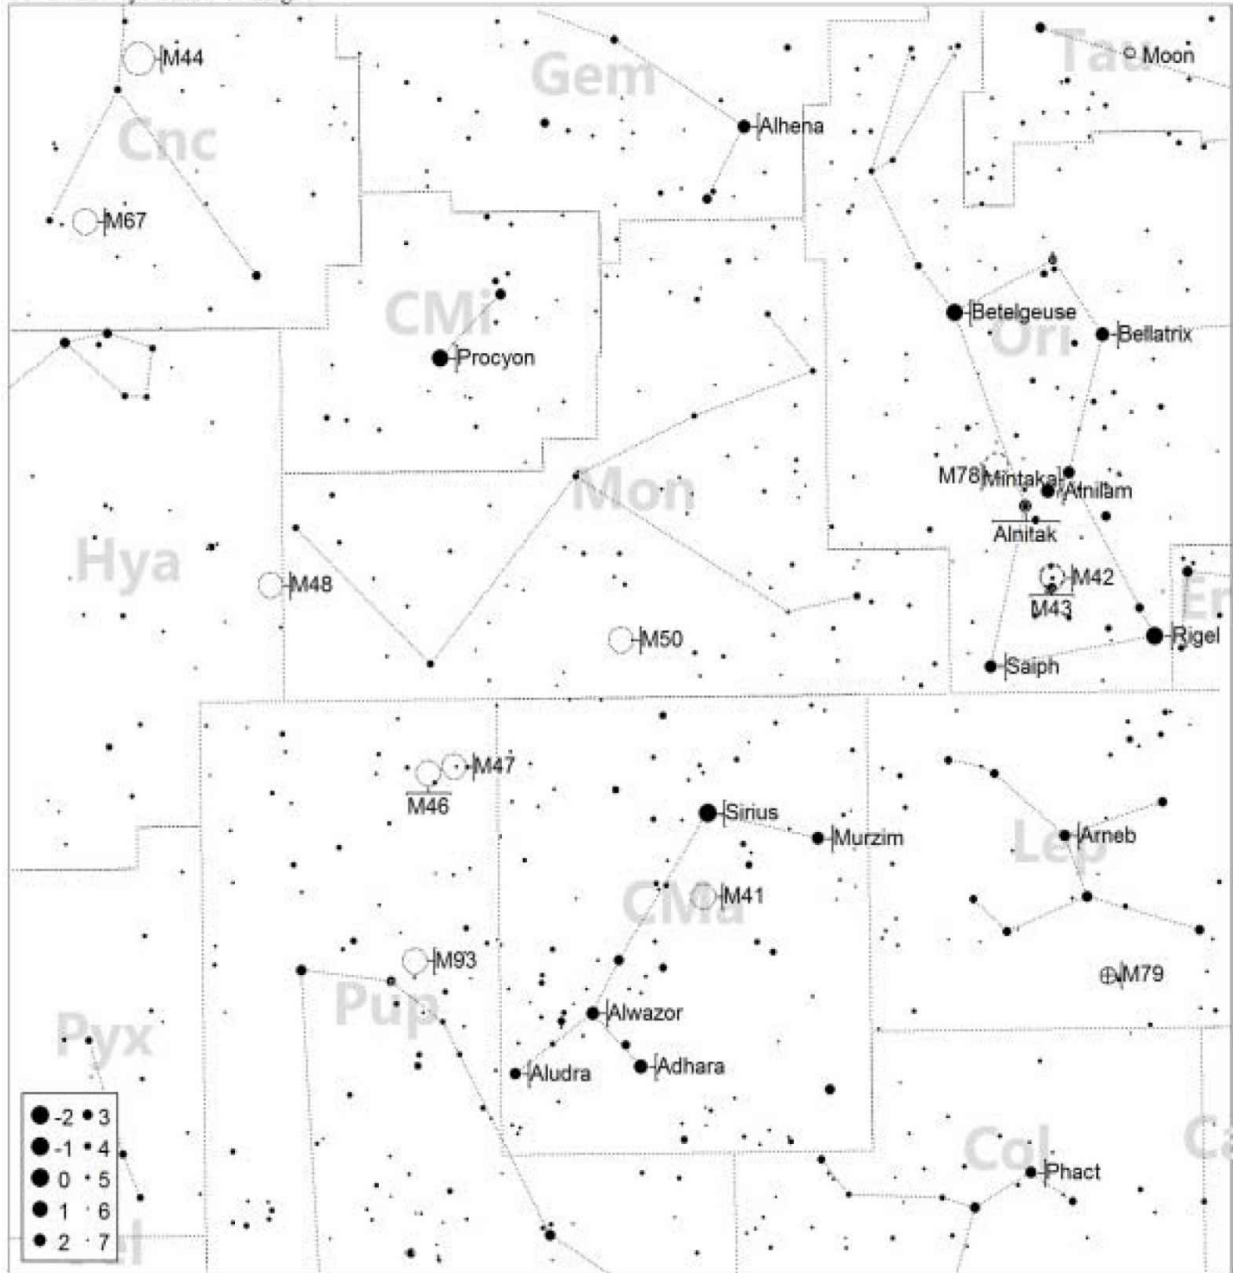 M44
Gem
Tau
Moon
Cnc
Alhena
M67
CMi
Betelgeuse
Ori
Bellatrix
Procyon
M78
Mintaka
Alnilam
Mon
Alnitak
Hya
M48
M42
M43
M50
Rigel
Saiph
M47
M46
Sirius
Murzim
Lep
Arneb
CMa
M41
M93
M79
Pup
Alwazor
Pyx
Aludra
Adhara
Col
Phact
-2 3
-1 4
0 5
1 6
2 7